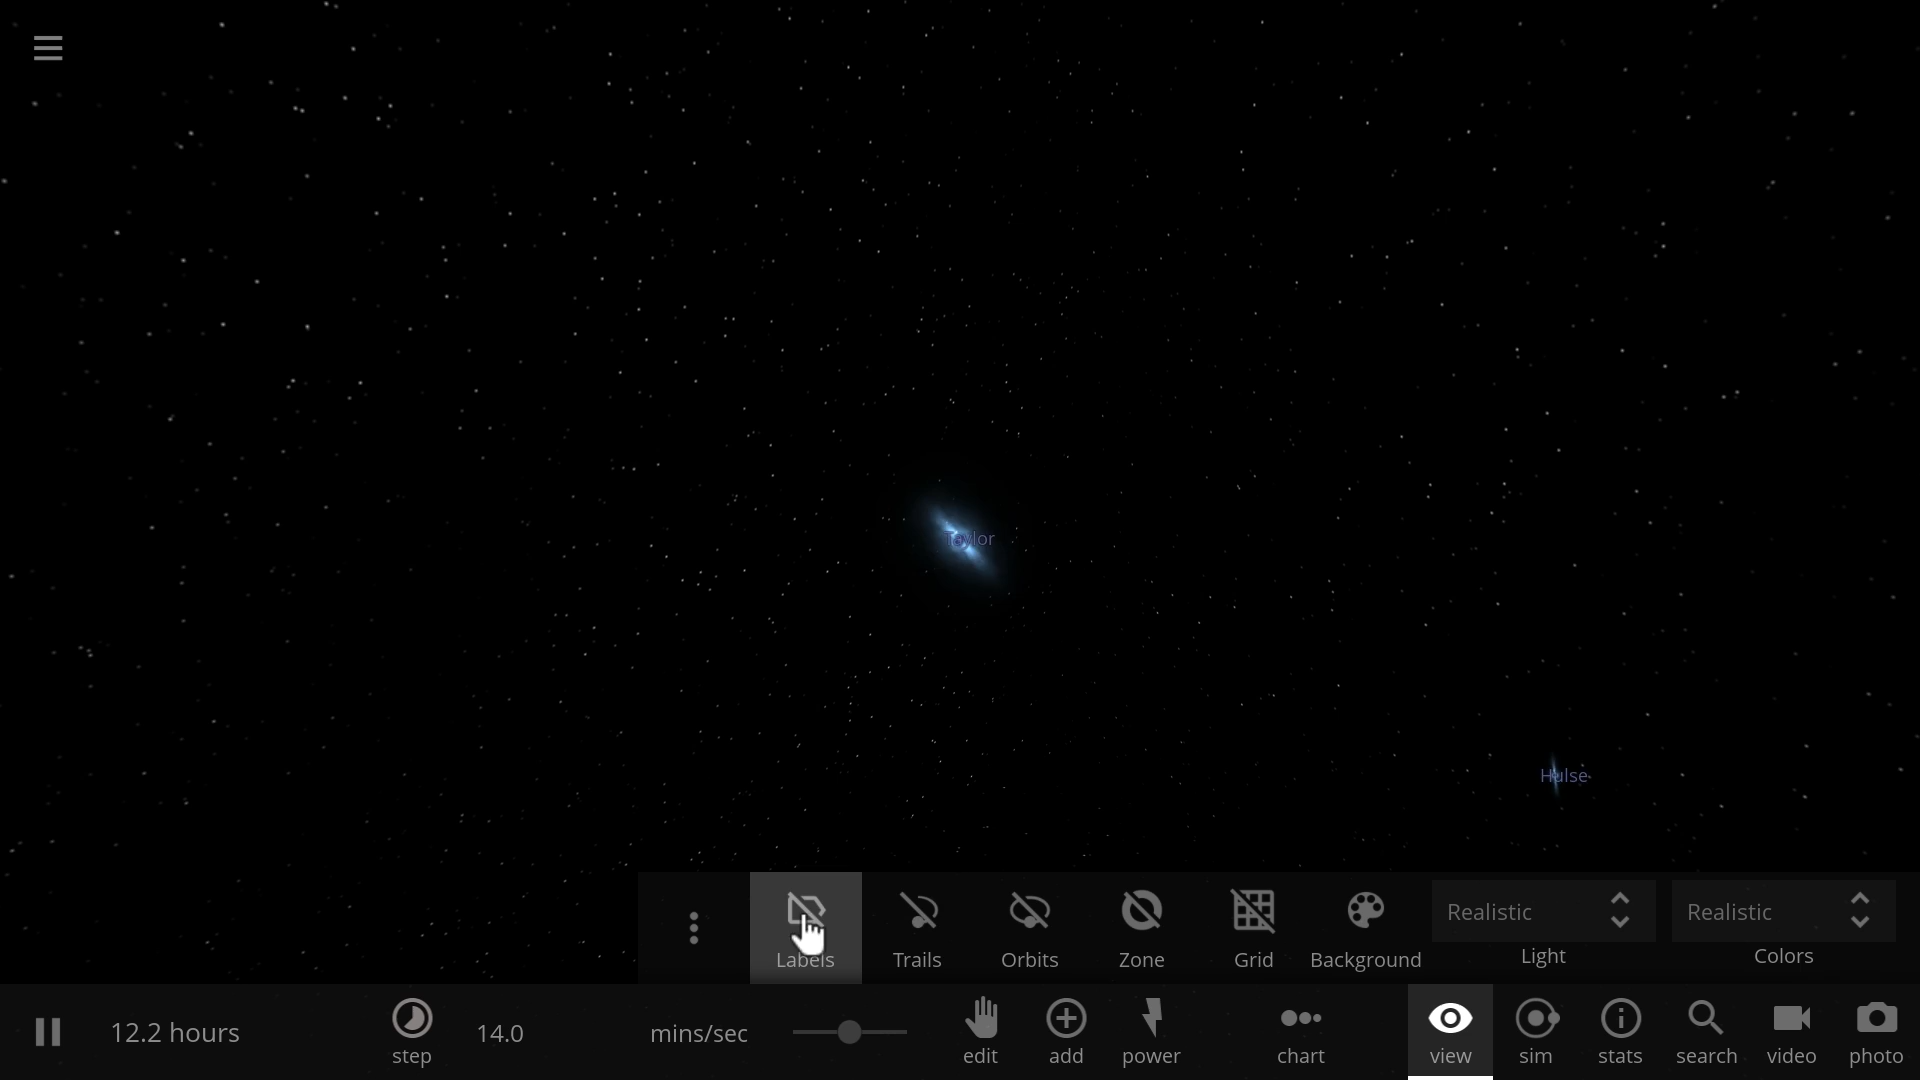 Taylor
Hulse
Labels
Trails
Orbits
Zone
Grid
Background
Realistic
Light
Realistic
Colors
12.2 hours
step
14.0
mins/sec
edit
add
power
chart
view
sim
stats
search
video
photo